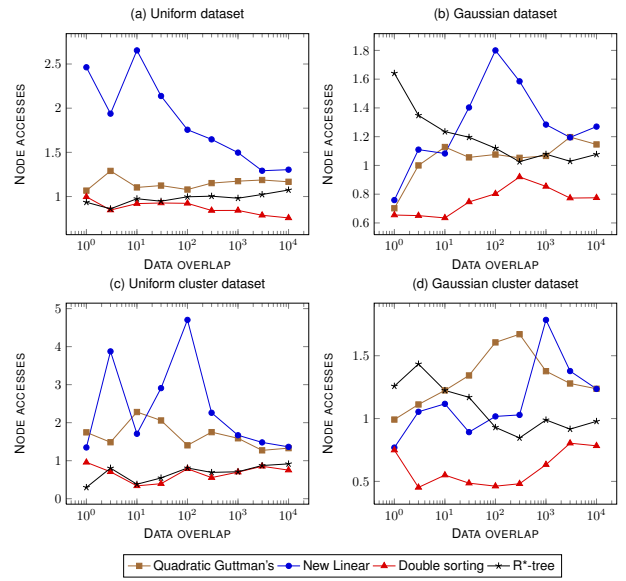 (a) Uniform dataset
NODE ACCESSES
2.5
2
1.5
1
10^0 10^1 10^2 10^3 10^4
DATA OVERLAP
(b) Gaussian dataset
NODE ACCESSES
1.8
1.6
1.4
1.2
1
0.8
0.6
10^0 10^1 10^2 10^3 10^4
DATA OVERLAP
(c) Uniform cluster dataset
NODE ACCESSES
5
4
3
2
1
0
10^0 10^1 10^2 10^3 10^4
DATA OVERLAP
(d) Gaussian cluster dataset
NODE ACCESSES
1.5
1
0.5
10^0 10^1 10^2 10^3 10^4
DATA OVERLAP
Quadratic Guttman's New Linear Double sorting R*-tree